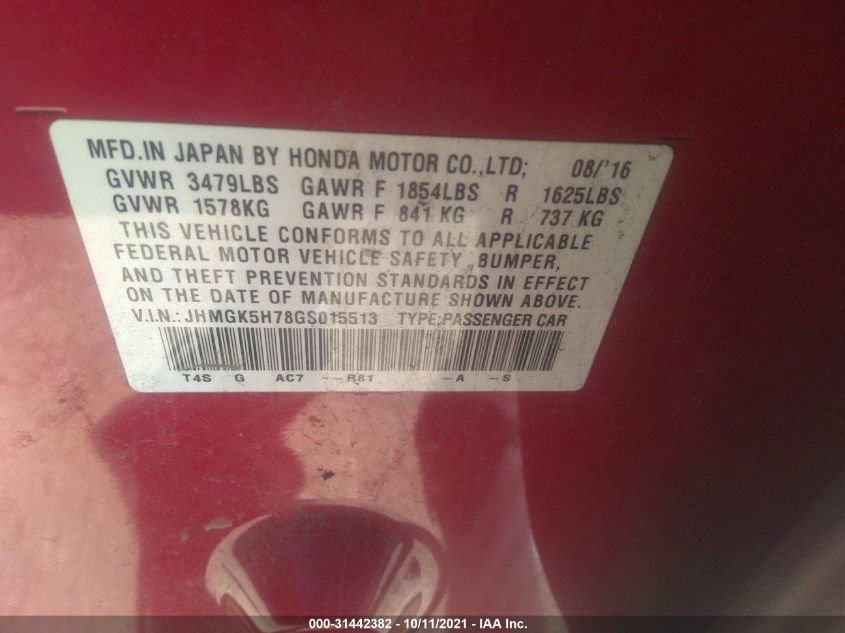 MFD.IN JAPAN BY HONDA MOTOR CO.,LTD; 08/'16
GVWR 3479LBS GAWR F 1854LBS R 1625LBS
GVWR 1578KG GAWR F 841 KG R 737 KG
THIS VEHICLE CONFORMS TO ALL APPLICABLE
FEDERAL MOTOR VEHICLE SAFETY ,BUMPER,
AND THEFT PREVENTION STANDARDS IN EFFECT
ON THE DATE OF MANUFACTURE SHOWN ABOVE.
V.I.N.: JHMGK5H78GS015513 TYPE:PASSENGER CAR
T4S G AC7 --R81 -A -S
000-31442382 - 10/11/2021 - IAA Inc.